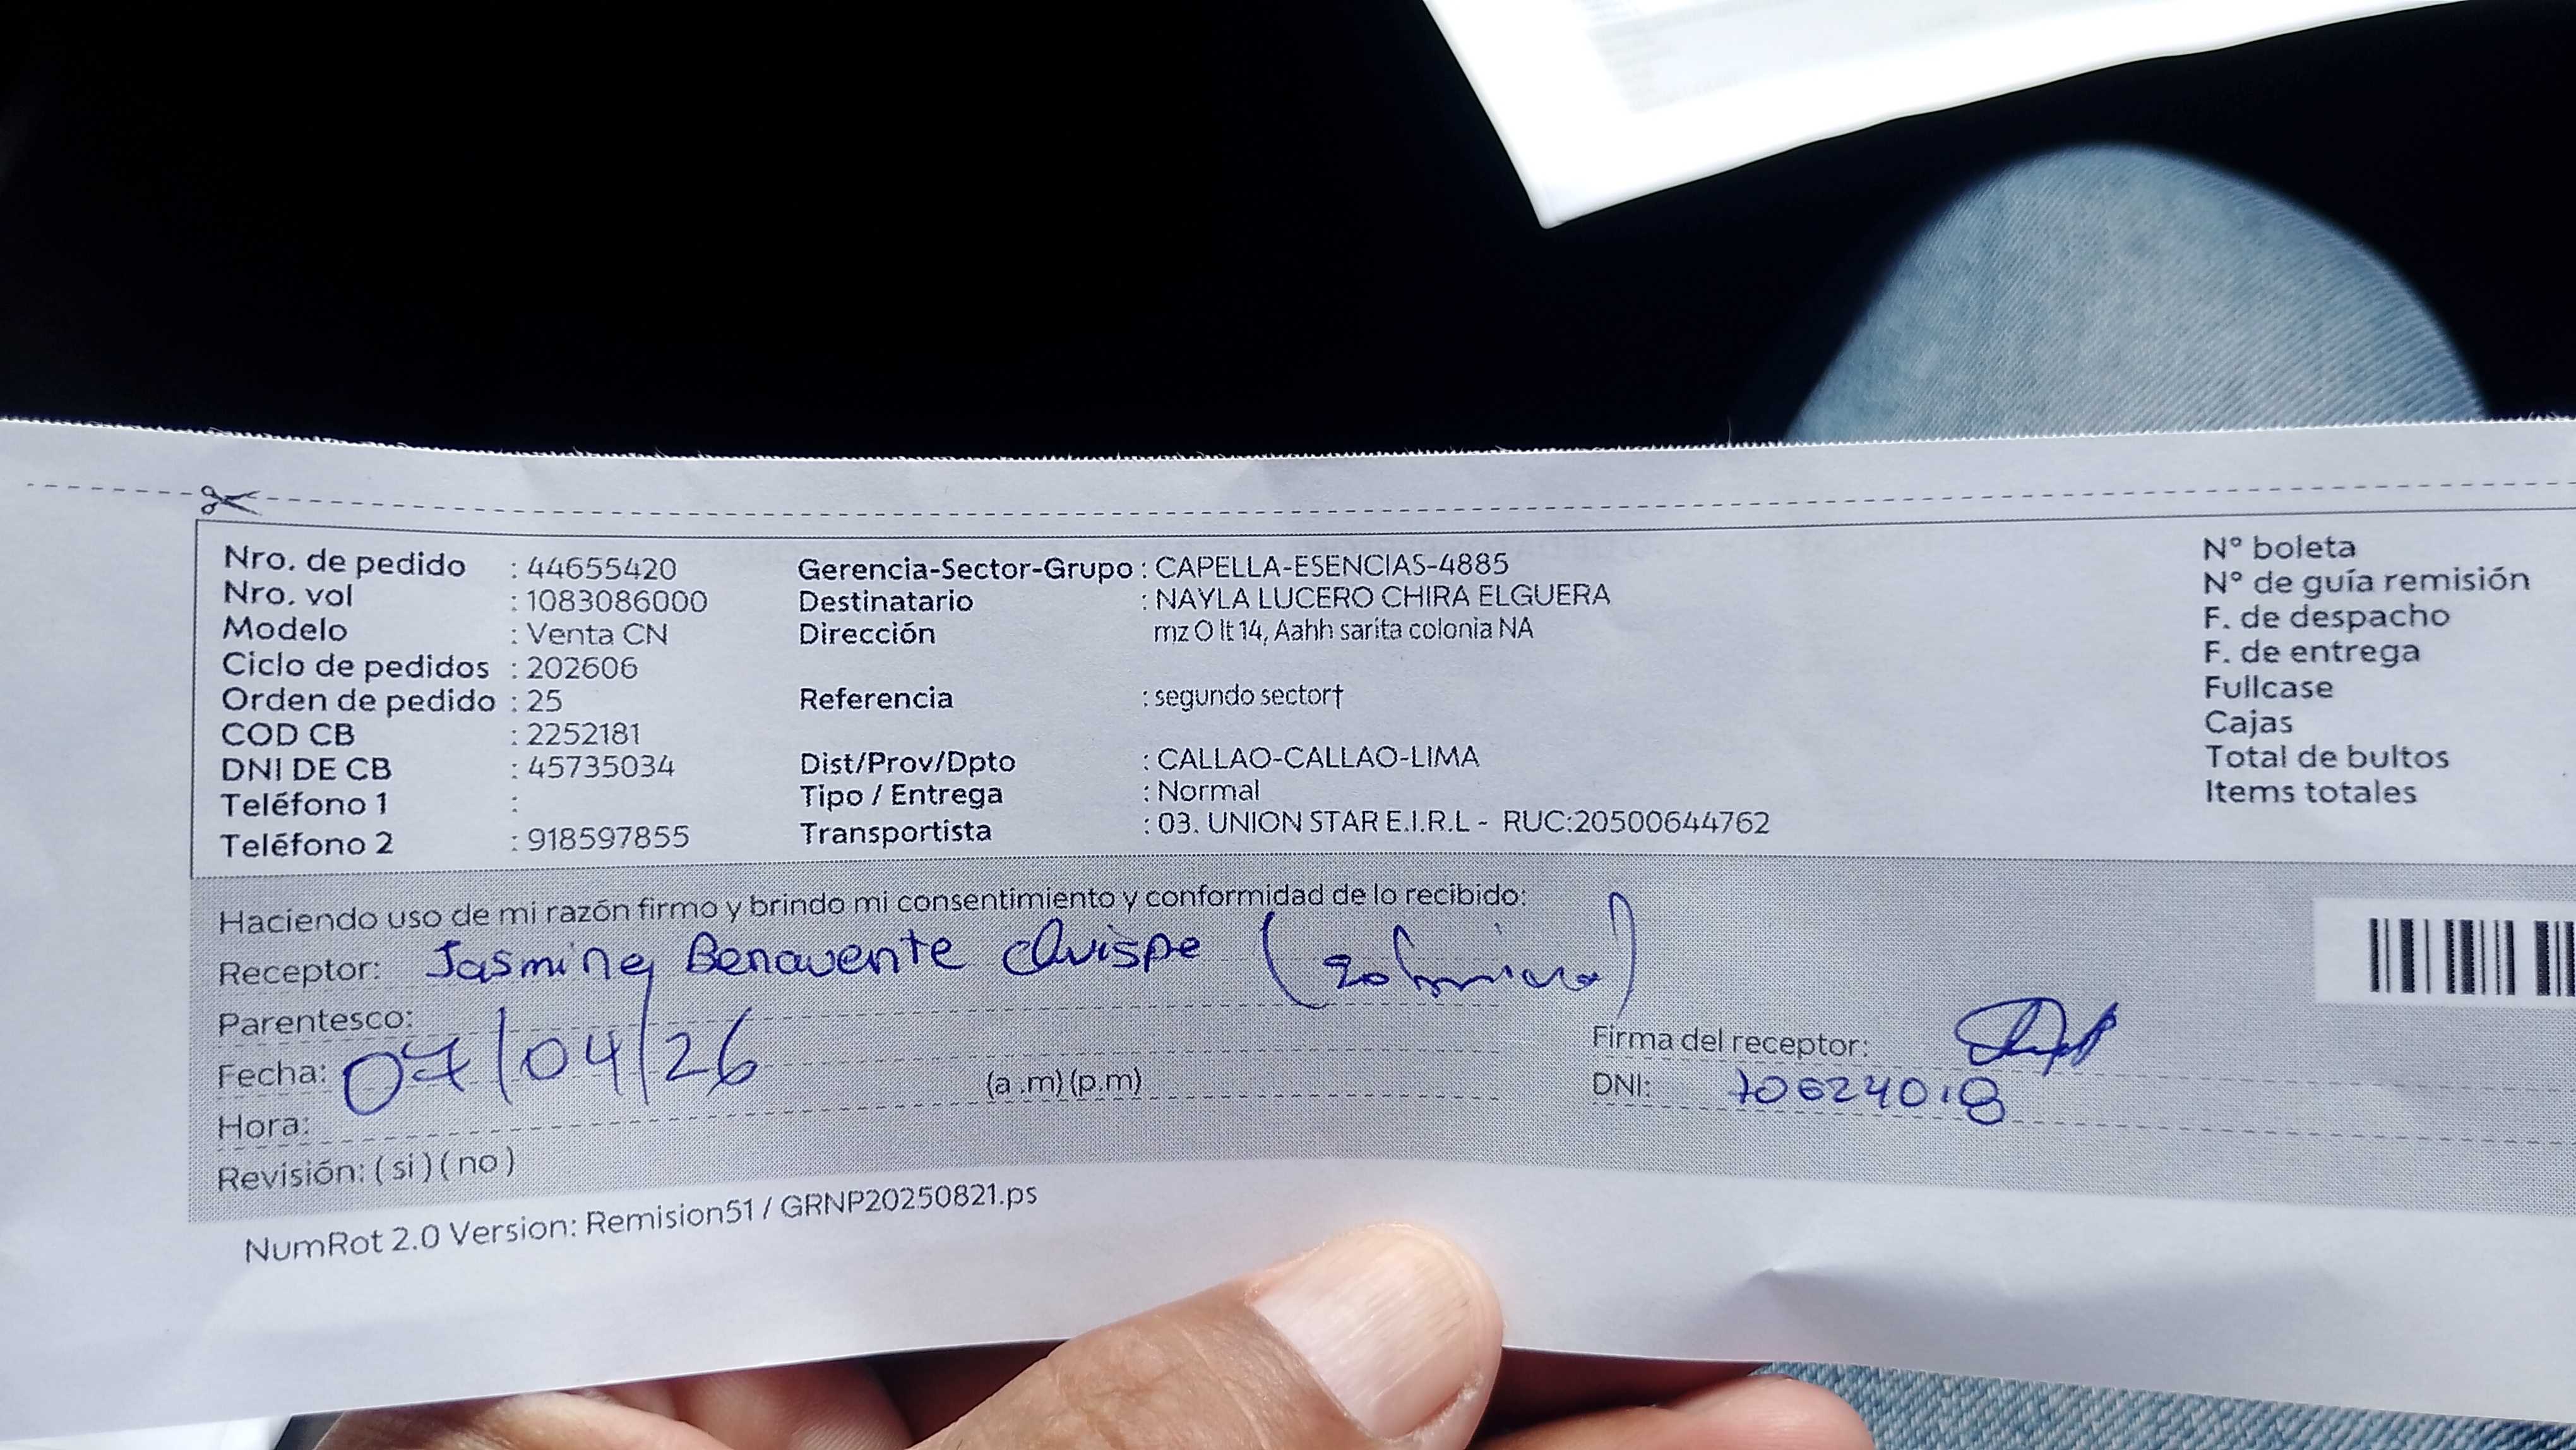 Nro. de pedido : 44655420
Nro. vol : 1083086000
Modelo : Venta CN
Ciclo de pedidos : 202606
Orden de pedido : 25
COD CB : 2252181
DNI DE CB : 45735034
Teléfono 1 :
Teléfono 2 : 918597855
Gerencia-Sector-Grupo : CAPELLA-ESENCIAS-4885
Destinatario : NAYLA LUCERO CHIRA ELGUERA
Dirección mz O lt 14, Aahh sarita colonia NA
Referencia : segundo sector†
Dist/Prov/Dpto : CALLAO-CALLAO-LIMA
Tipo / Entrega : Normal
Transportista : 03. UNION STAR E.I.R.L - RUC:20500644762
N° boleta
N° de guía remisión
F. de despacho
F. de entrega
Fullcase
Cajas
Total de bultos
Items totales
Haciendo uso de mi razón firmo y brindo mi consentimiento y conformidad de lo recibido:
Receptor: Jasmine Benavente Quispe
Parentesco:
Fecha: 07/04/26
Hora: (a .m) (p.m)
Revisión: ( si ) ( no )
Firma del receptor:
DNI: 70624018
NumRot 2.0 Version: Remision51 / GRNP20250821.ps